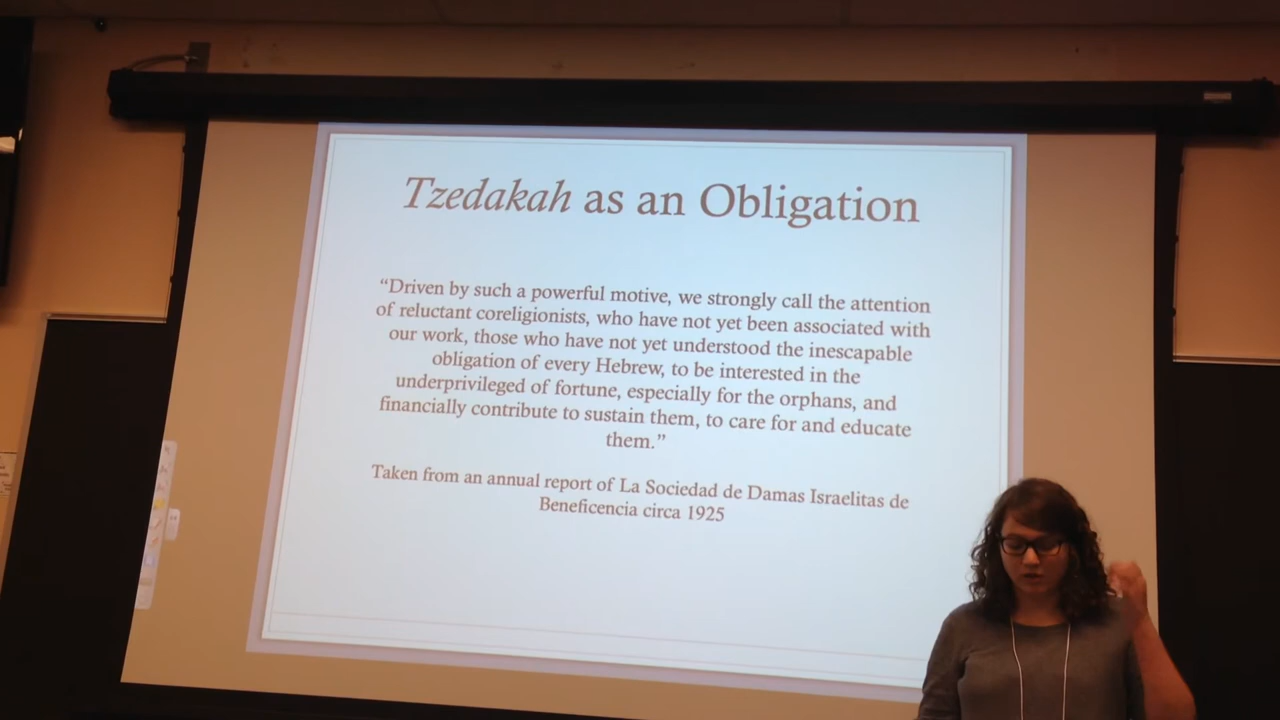 Tzedakah as an Obligation
“Driven by such a powerful motive, we strongly call the attention
of reluctant coreligionists, who have not yet been associated with
our work, those who have not yet understood the inescapable
obligation of every Hebrew, to be interested in the
underprivileged of fortune, especially for the orphans, and
financially contribute to sustain them, to care for and educate
them.”
Taken from an annual report of La Sociedad de Damas Israelitas de
Beneficencia circa 1925